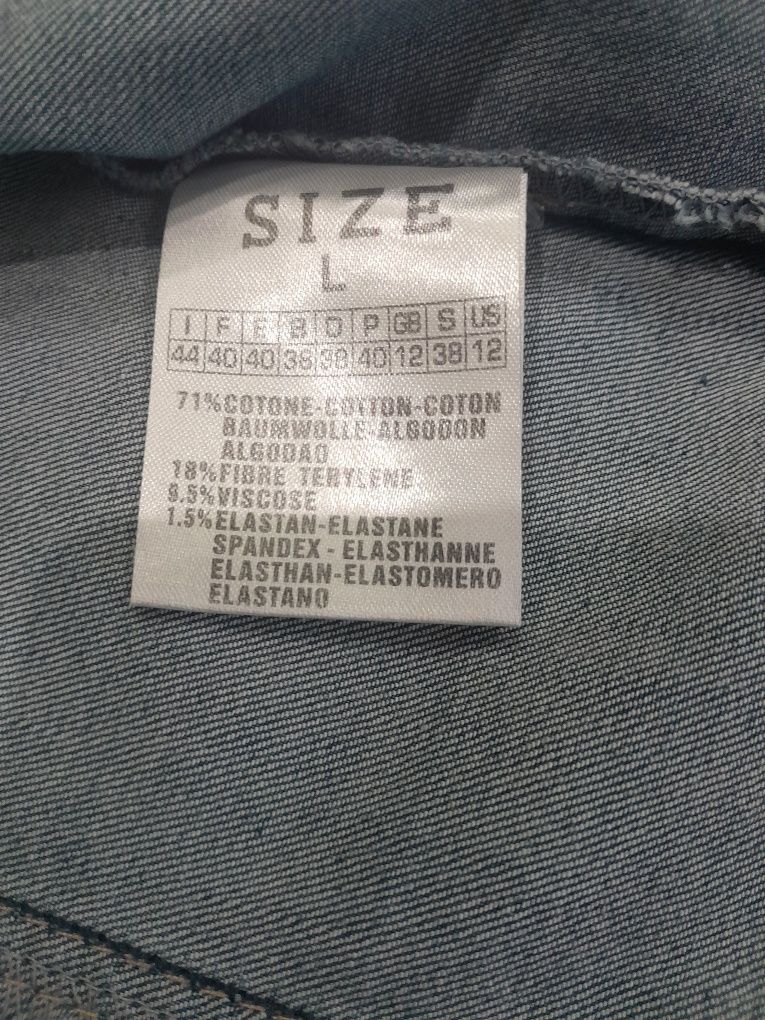 SIZE
L
I F E B D P GB S US
44 40 40 36 38 40 12 38 12
71%COTONE-COTTON-COTON
BAUMWOLLE-ALGODON
ALGODAO
18%FIBRE TERYLENE
9.5%VISCOSE
1.5%ELASTAN-ELASTANE
SPANDEX - ELASTHANNE
ELASTHAN-ELASTOMERO
ELASTANO